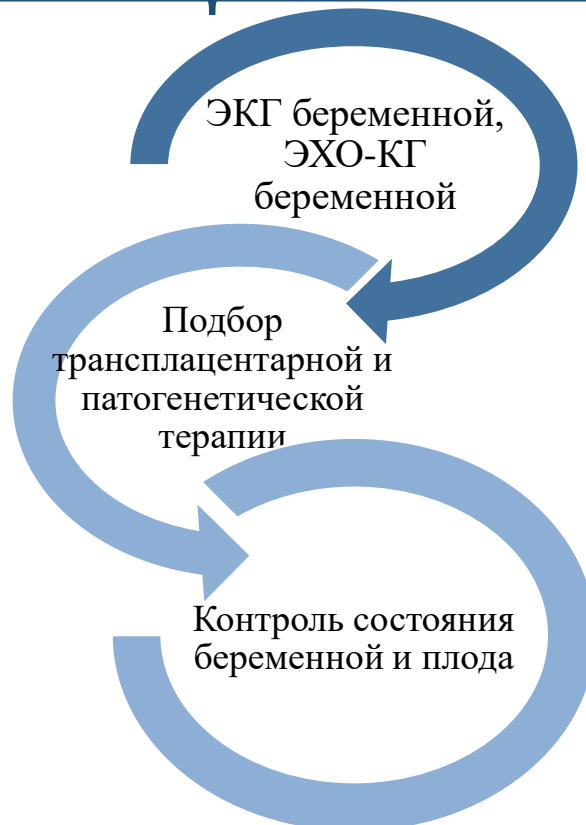 ЭКГ беременной,
ЭХО-КГ
беременной
Подбор
трансплацентарной и
патогенетической
терапии
Контроль состояния
беременной и плода